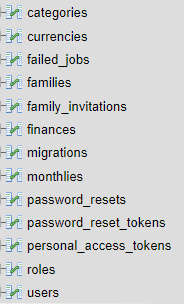 categories
currencies
failed_jobs
families
family_invitations
finances
migrations
monthlies
password_resets
password_reset_tokens
personal_access_tokens
roles
users